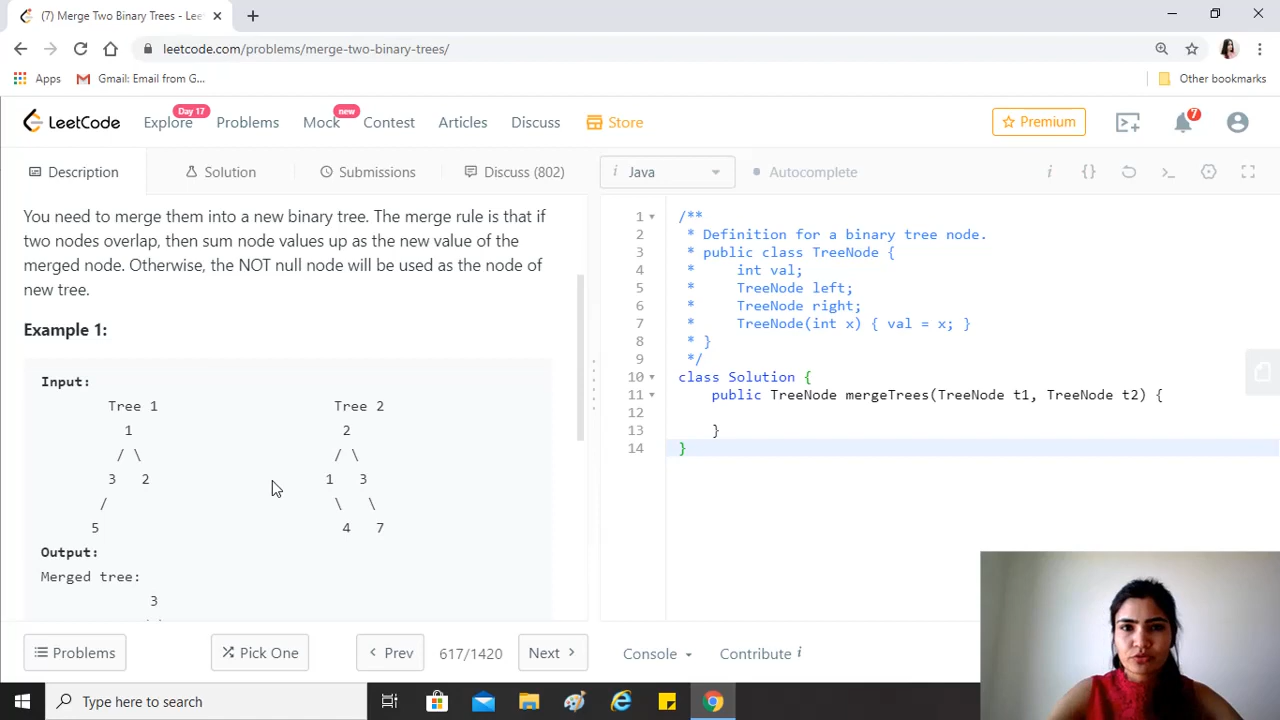 (7) Merge Two Binary Trees - Lee
leetcode.com/problems/merge-two-binary-trees/
Apps Gmail: Email from G... Other bookmarks
LeetCode Explore Day 17 Problems Mock new Contest Articles Discuss Store Premium 7
Description Solution Submissions Discuss (802)
i Java Autocomplete i {}
You need to merge them into a new binary tree. The merge rule is that if
two nodes overlap, then sum node values up as the new value of the
merged node. Otherwise, the NOT null node will be used as the node of
new tree.
Example 1:
Input:
Tree 1 Tree 2
1 2
/ \ / \
3 2 1 3
/ \ \
5 4 7
Output:
Merged tree:
3
1 /**
2 * Definition for a binary tree node.
3 * public class TreeNode {
4 * int val;
5 * TreeNode left;
6 * TreeNode right;
7 * TreeNode(int x) { val = x; }
8 * }
9 */
10 class Solution {
11 public TreeNode mergeTrees(TreeNode t1, TreeNode t2) {
12
13 }
14 }
Problems Pick One < Prev 617/1420 Next > Console Contribute i
Type here to search